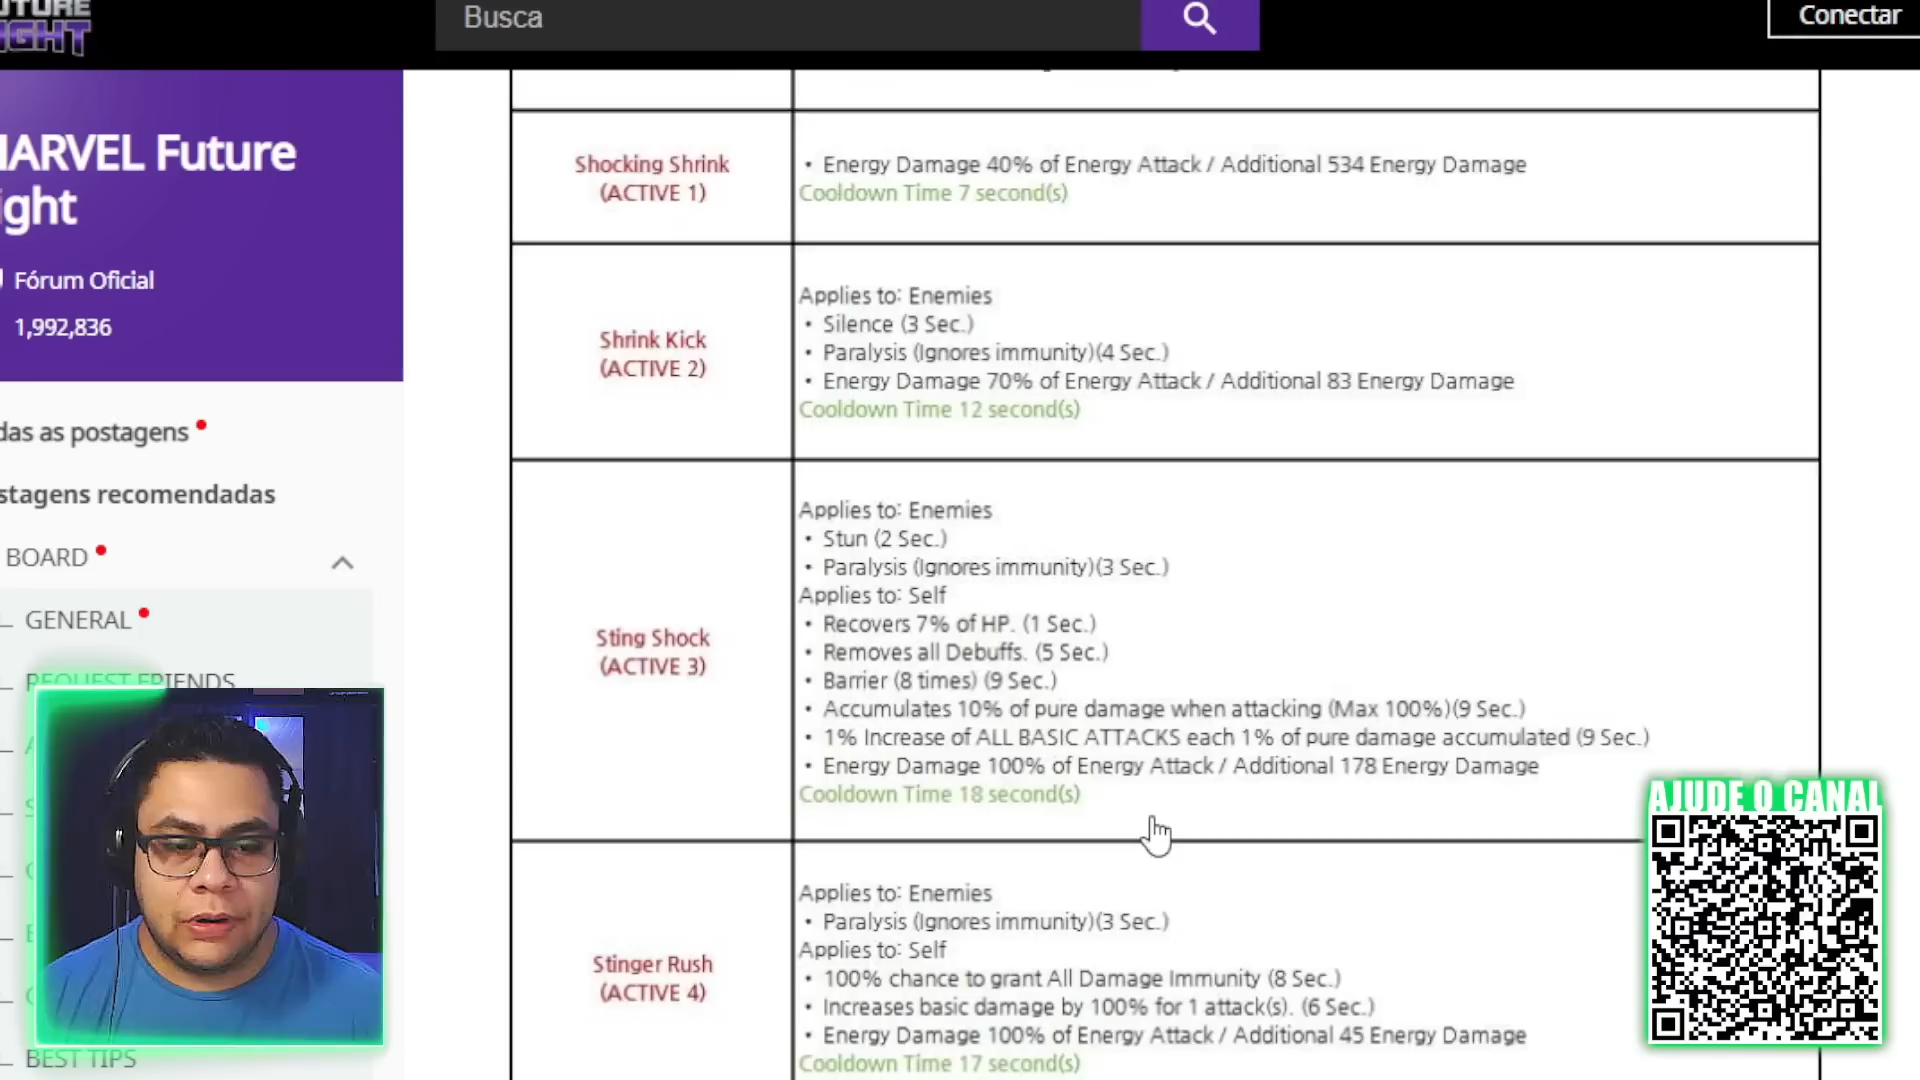 FUTURE
IGHT
Busca
Conectar
MARVEL Future
ight
Fórum Oficial
1,992,836
das as postagens
stagens recomendadas
BOARD
GENERAL
REQUEST FRIENDS
BEST TIPS
Shocking Shrink
(ACTIVE 1)
• Energy Damage 40% of Energy Attack / Additional 534 Energy Damage
Cooldown Time 7 second(s)
Shrink Kick
(ACTIVE 2)
Applies to: Enemies
• Silence (3 Sec.)
• Paralysis (Ignores immunity)(4 Sec.)
• Energy Damage 70% of Energy Attack / Additional 83 Energy Damage
Cooldown Time 12 second(s)
Sting Shock
(ACTIVE 3)
Applies to: Enemies
• Stun (2 Sec.)
• Paralysis (Ignores immunity)(3 Sec.)
Applies to: Self
• Recovers 7% of HP. (1 Sec.)
• Removes all Debuffs. (5 Sec.)
• Barrier (8 times) (9 Sec.)
• Accumulates 10% of pure damage when attacking (Max 100%)(9 Sec.)
• 1% Increase of ALL BASIC ATTACKS each 1% of pure damage accumulated (9 Sec.)
• Energy Damage 100% of Energy Attack / Additional 178 Energy Damage
Cooldown Time 18 second(s)
Stinger Rush
(ACTIVE 4)
Applies to: Enemies
• Paralysis (Ignores immunity)(3 Sec.)
Applies to: Self
• 100% chance to grant All Damage Immunity (8 Sec.)
• Increases basic damage by 100% for 1 attack(s). (6 Sec.)
• Energy Damage 100% of Energy Attack / Additional 45 Energy Damage
Cooldown Time 17 second(s)
AJUDE O CANAL